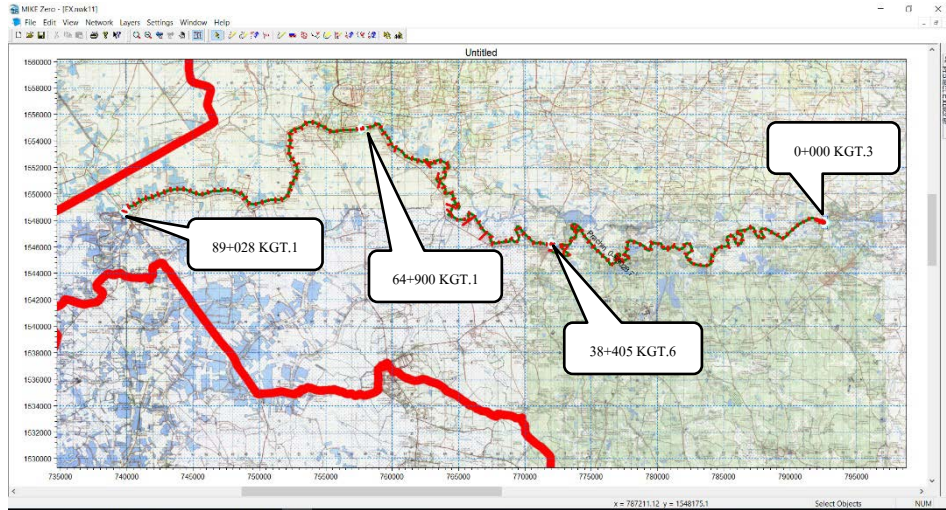 MIKE Zero - [EX.nwk11]
File Edit View Network Layers Settings Window Help
Untitled
1560000
1558000
1556000
1554000
1552000
1550000
1548000
1546000
1544000
1542000
1540000
1538000
1536000
1534000
1532000
1530000
0+000 KGT.3
89+028 KGT.1
64+900 KGT.1
38+405 KGT.6
735000 740000 745000 750000 755000 760000 765000 770000 775000 780000 785000 790000 795000
x = 787211.12 y = 1548175.1 Select Objects NUM